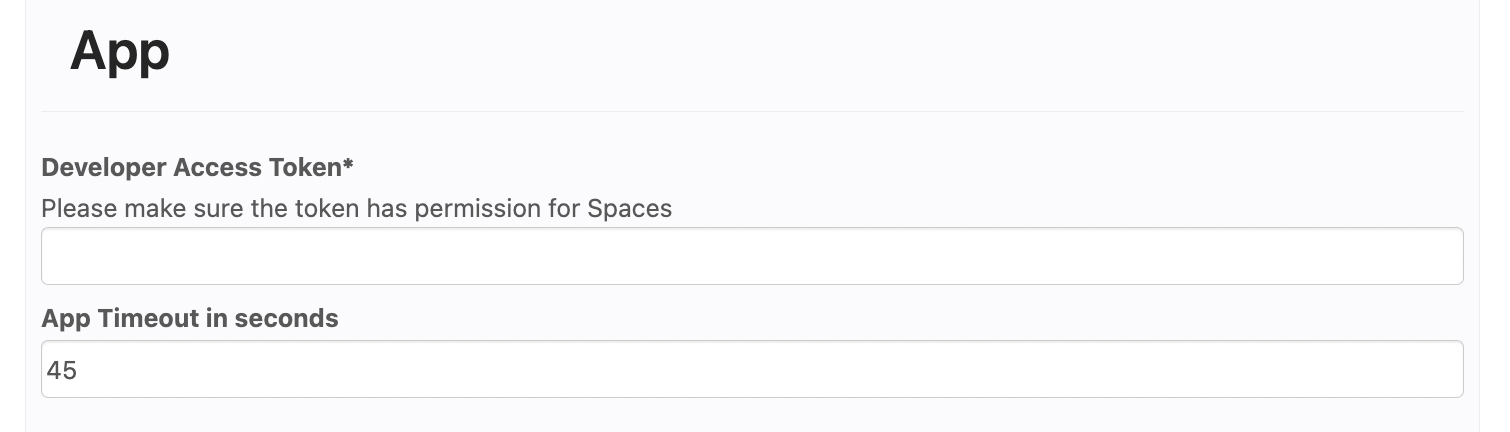 App
Developer Access Token*
Please make sure the token has permission for Spaces
App Timeout in seconds
45